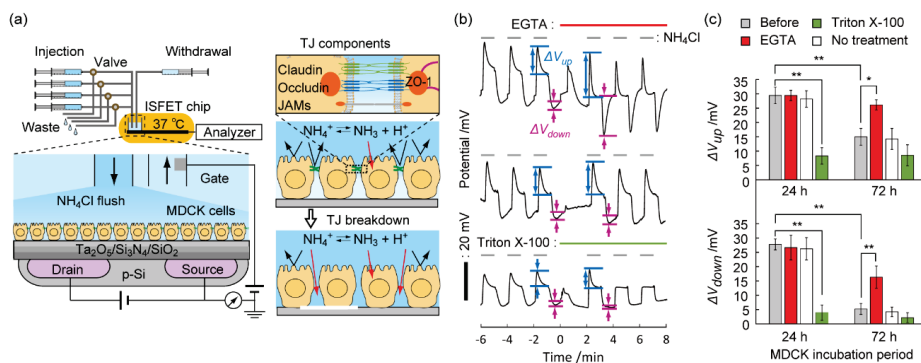 (a)
Injection
Valve
Withdrawal
ISFET chip
37 ℃
Waste
Analyzer
Gate
NH₄Cl flush
MDCK cells
Ta₂O₅/Si₃N₄/SiO₂
Drain
p-Si
Source
TJ components
Claudin
Occludin
JAMs
ZO-1
NH₄⁺ ⇌ NH₃ + H⁺
TJ breakdown
NH₄⁺ ⇌ NH₃ + H⁺
(b)
EGTA
: NH₄Cl
ΔVup
ΔVdown
Potential /mV
: 20 mV
Triton X-100
-6 -4 -2 0 2 4 6 8
Time /min
(c)
Before
Triton X-100
EGTA
No treatment
**
**
*
ΔVup /mV
35
30
25
20
15
10
5
0
24 h
72 h
**
**
**
ΔVdown /mV
35
30
25
20
15
10
5
0
24 h
72 h
MDCK incubation period